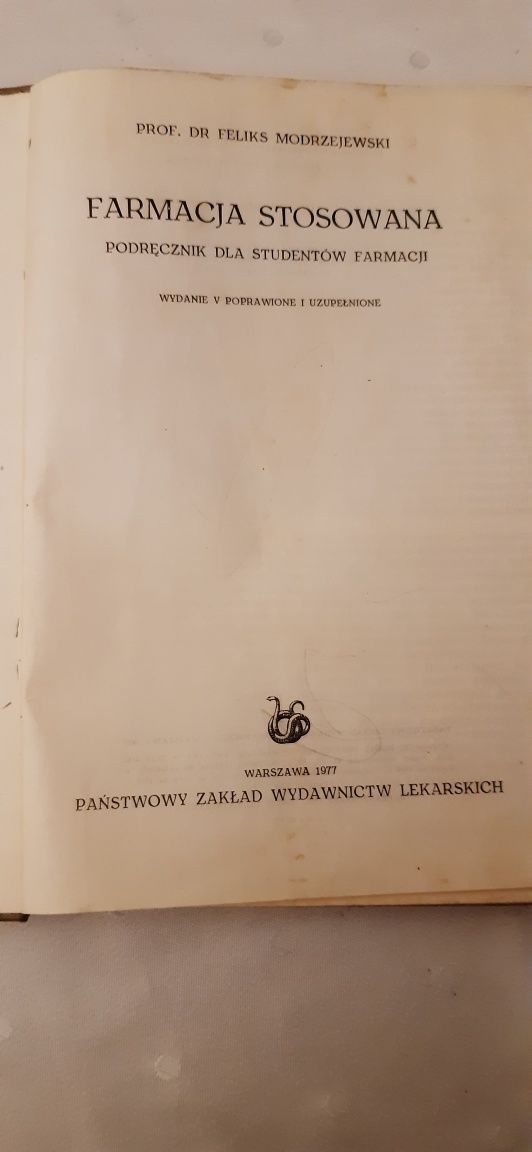 PROF. DR FELIKS MODRZEJEWSKI
FARMACJA STOSOWANA
PODRĘCZNIK DLA STUDENTÓW FARMACJI
WYDANIE V POPRAWIONE I UZUPEŁNIONE
WARSZAWA 1977
PAŃSTWOWY ZAKŁAD WYDAWNICTW LEKARSKICH